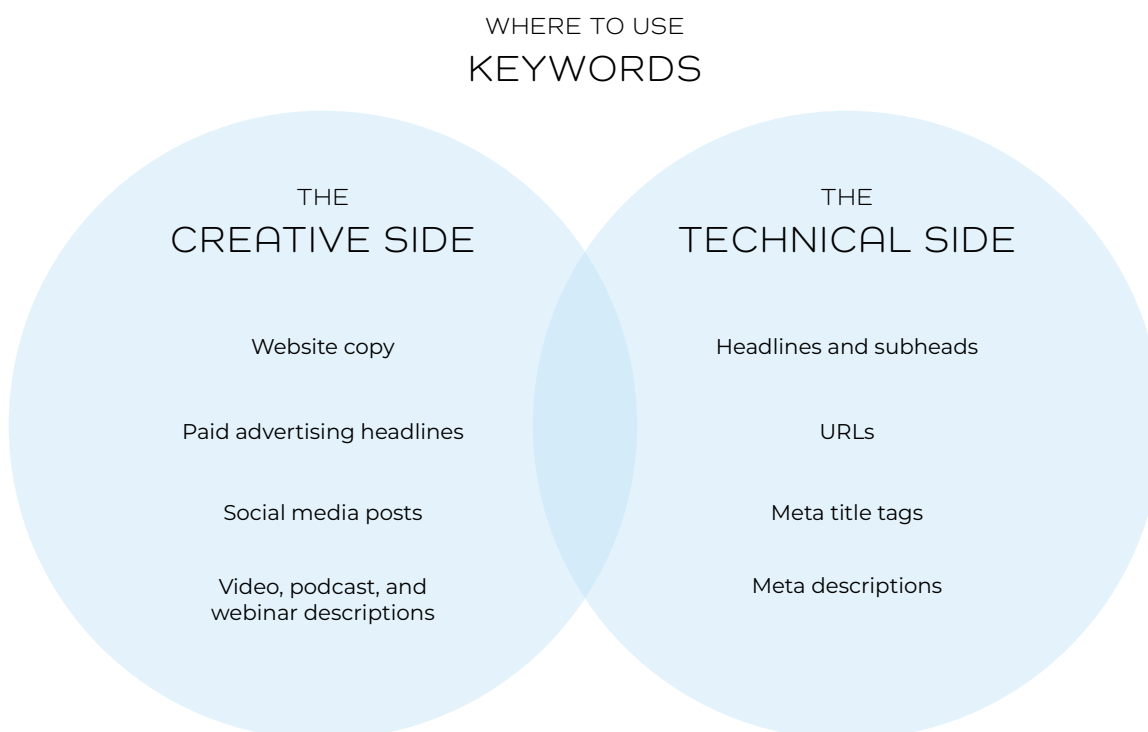 WHERE TO USE
KEYWORDS
THE
CREATIVE SIDE
Website copy
Paid advertising headlines
Social media posts
Video, podcast, and
webinar descriptions
THE
TECHNICAL SIDE
Headlines and subheads
URLs
Meta title tags
Meta descriptions